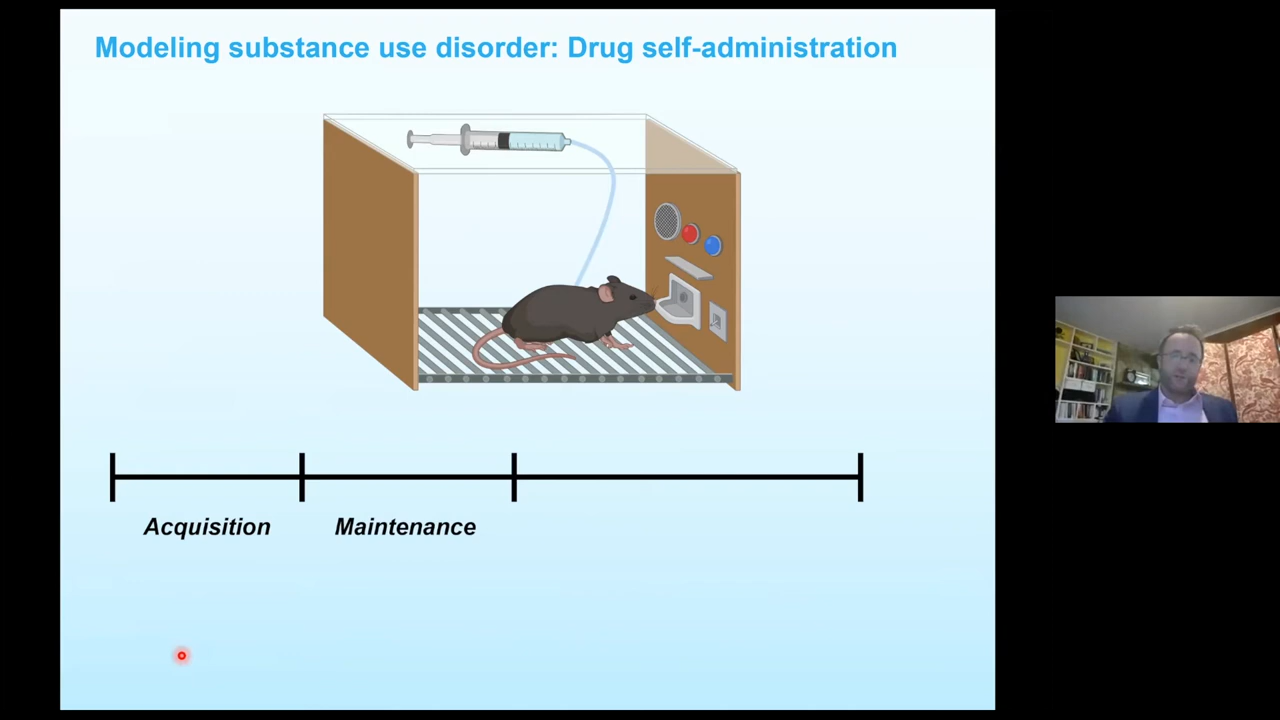 Modeling substance use disorder: Drug self-administration
Acquisition
Maintenance